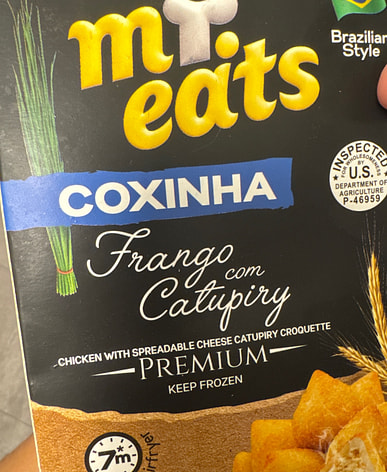 my
eats
Brazilian
Style
INSPECTED
FOR WHOLESOMENESS BY
U.S.
DEPARTMENT OF
AGRICULTURE
P-46959
COXINHA
Frango
com
Catupiry
CHICKEN WITH SPREADABLE CHEESE CATUPIRY CROQUETTE
PREMIUM
KEEP FROZEN
7m